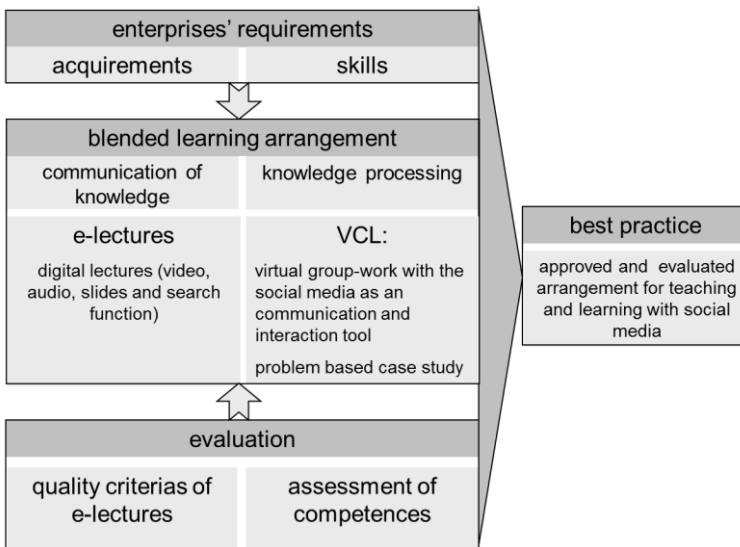 enterprises’ requirements
acquirements
skills
blended learning arrangement
communication of
knowledge
knowledge processing
e-lectures
digital lectures (video,
audio, slides and search
function)
VCL:
virtual group-work with the
social media as an
communication and
interaction tool
problem based case study
evaluation
quality criterias of
e-lectures
assessment of
competences
best practice
approved and evaluated
arrangement for teaching
and learning with social
media